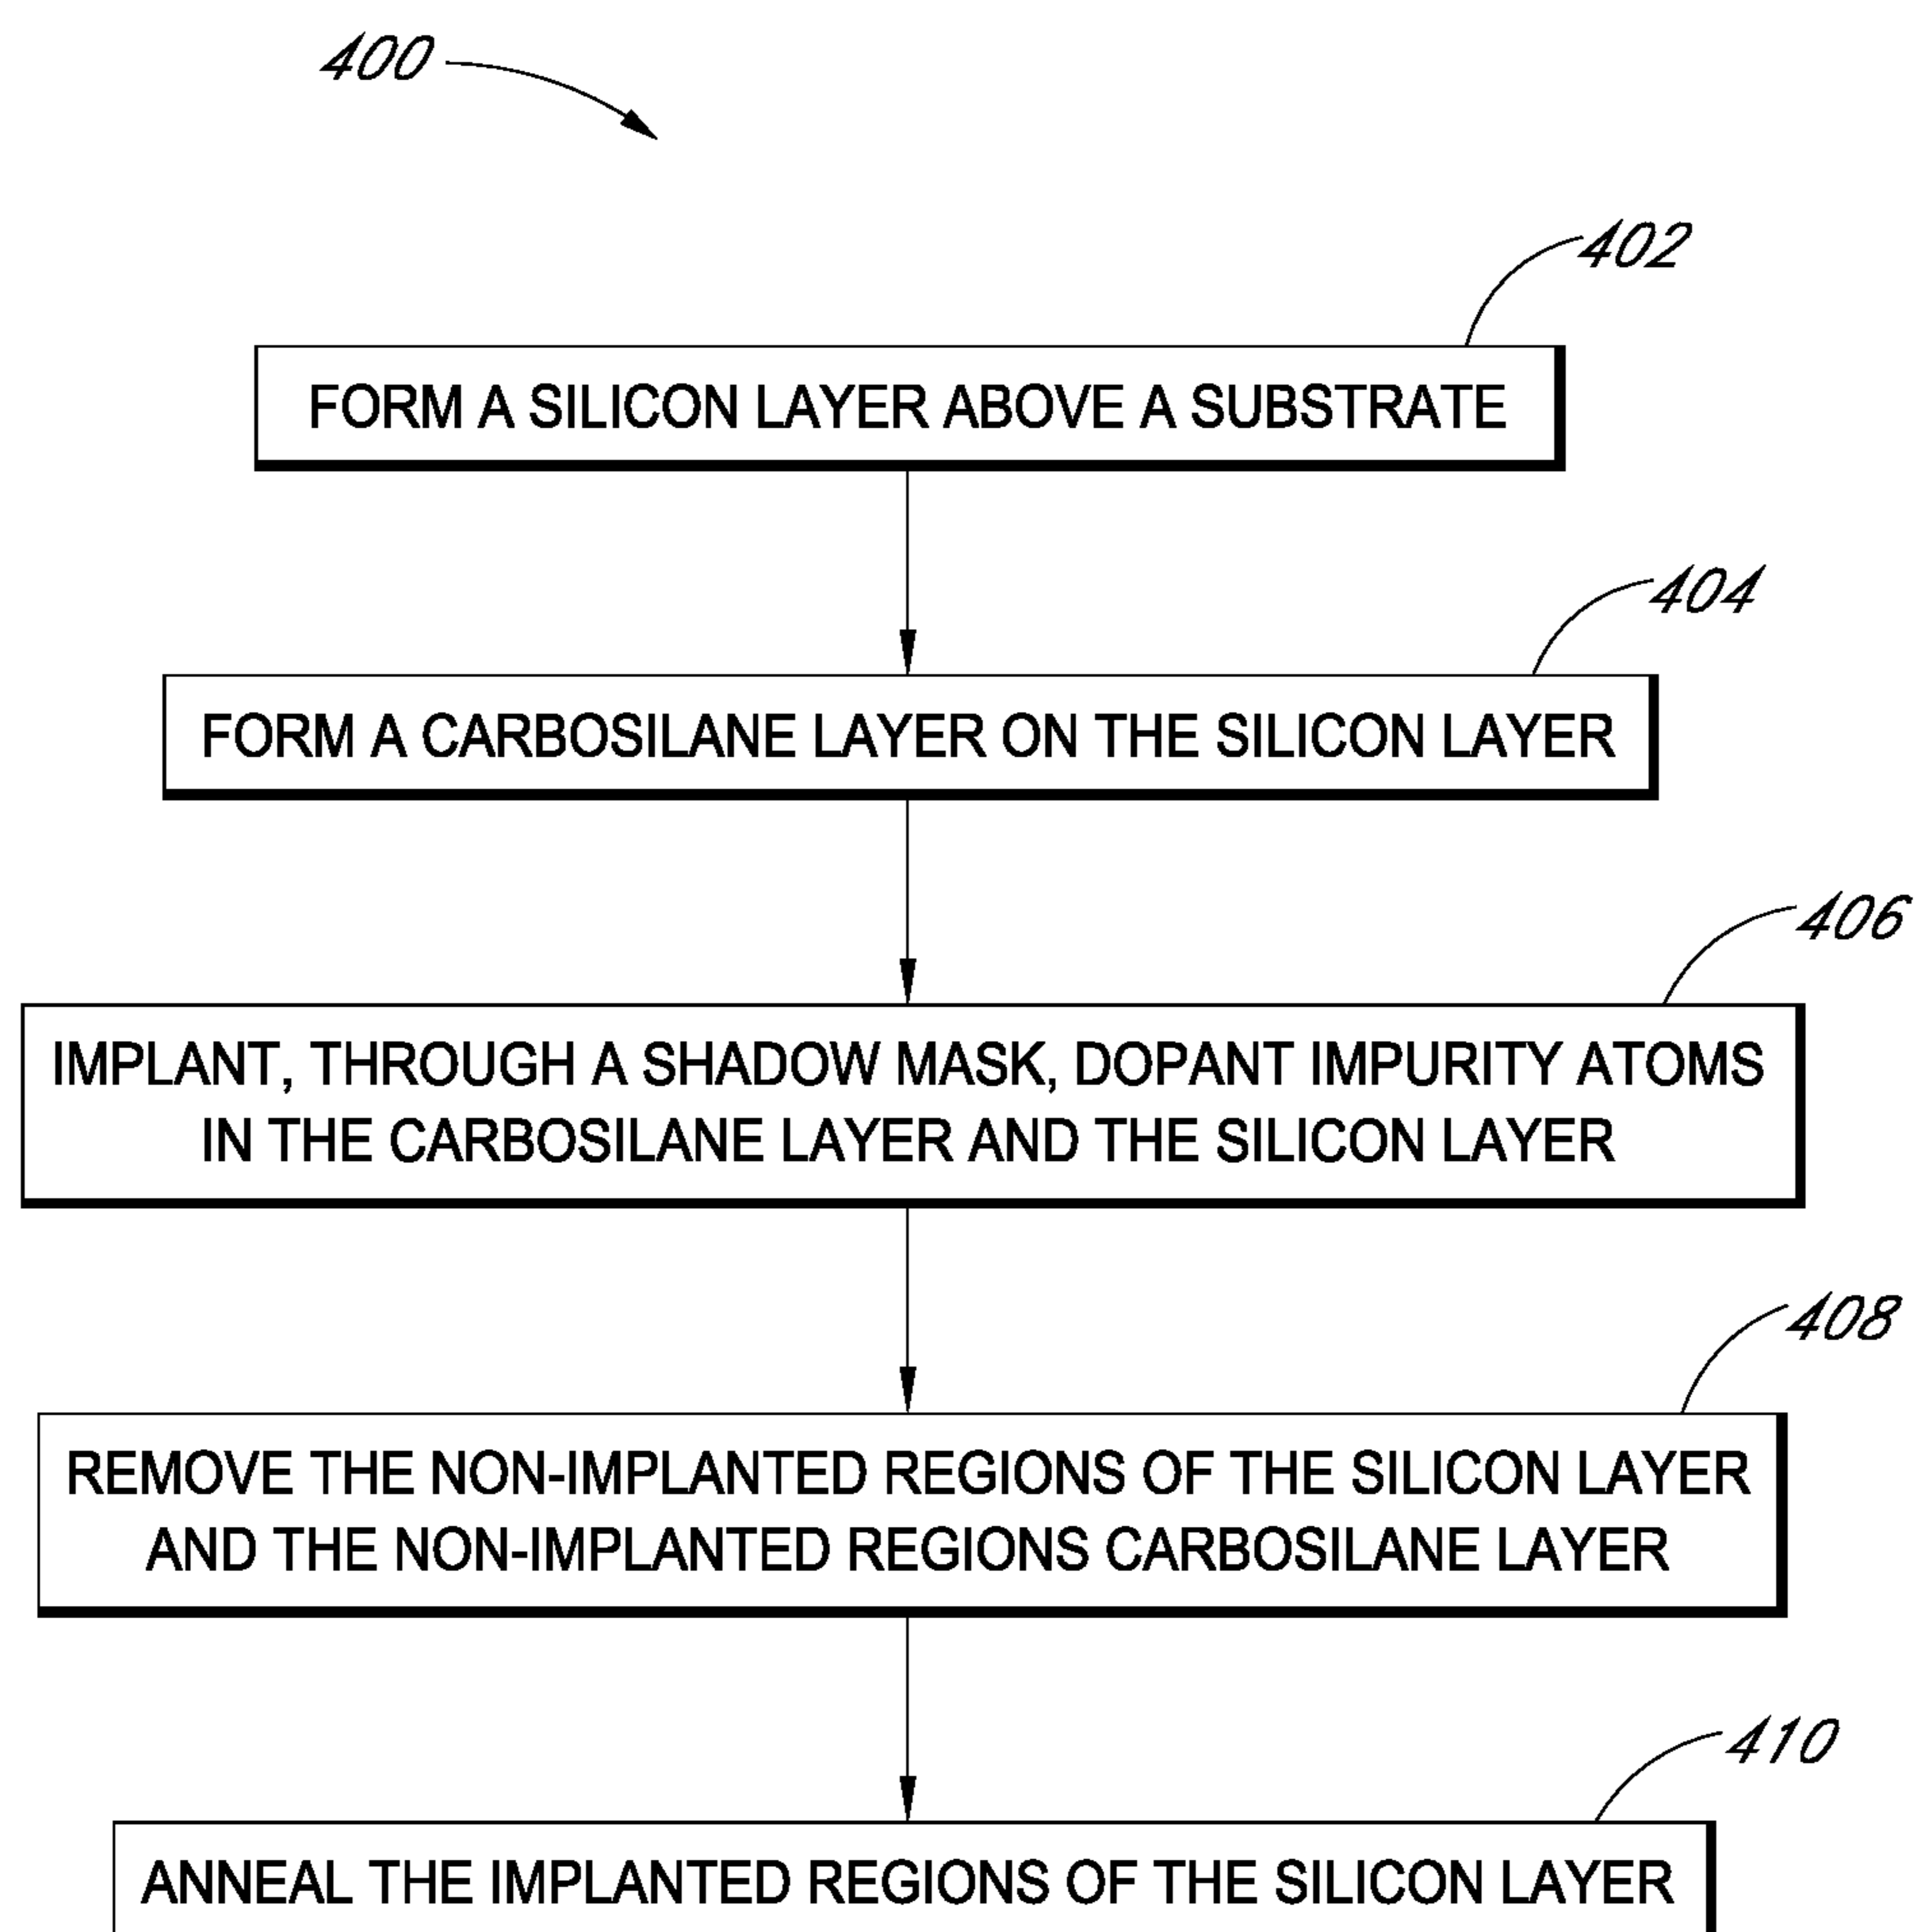 400
402
FORM A SILICON LAYER ABOVE A SUBSTRATE
404
FORM A CARBOSILANE LAYER ON THE SILICON LAYER
406
IMPLANT, THROUGH A SHADOW MASK, DOPANT IMPURITY ATOMS
IN THE CARBOSILANE LAYER AND THE SILICON LAYER
408
REMOVE THE NON-IMPLANTED REGIONS OF THE SILICON LAYER
AND THE NON-IMPLANTED REGIONS CARBOSILANE LAYER
410
ANNEAL THE IMPLANTED REGIONS OF THE SILICON LAYER